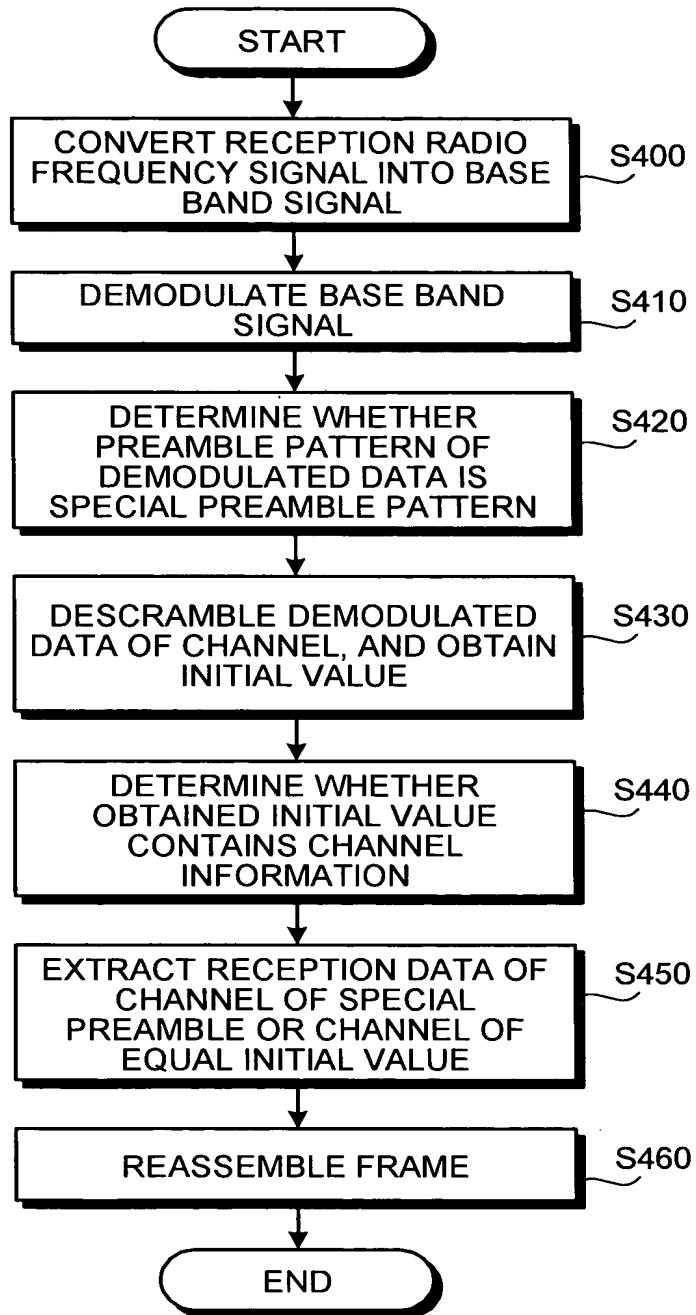 START
CONVERT RECEPTION RADIO
FREQUENCY SIGNAL INTO BASE
BAND SIGNAL
S400
DEMODULATE BASE BAND
SIGNAL
S410
DETERMINE WHETHER
PREAMBLE PATTERN OF
DEMODULATED DATA IS
SPECIAL PREAMBLE PATTERN
S420
DESCRAMBLE DEMODULATED
DATA OF CHANNEL, AND OBTAIN
INITIAL VALUE
S430
DETERMINE WHETHER
OBTAINED INITIAL VALUE
CONTAINS CHANNEL
INFORMATION
S440
EXTRACT RECEPTION DATA OF
CHANNEL OF SPECIAL
PREAMBLE OR CHANNEL OF
EQUAL INITIAL VALUE
S450
REASSEMBLE FRAME
S460
END